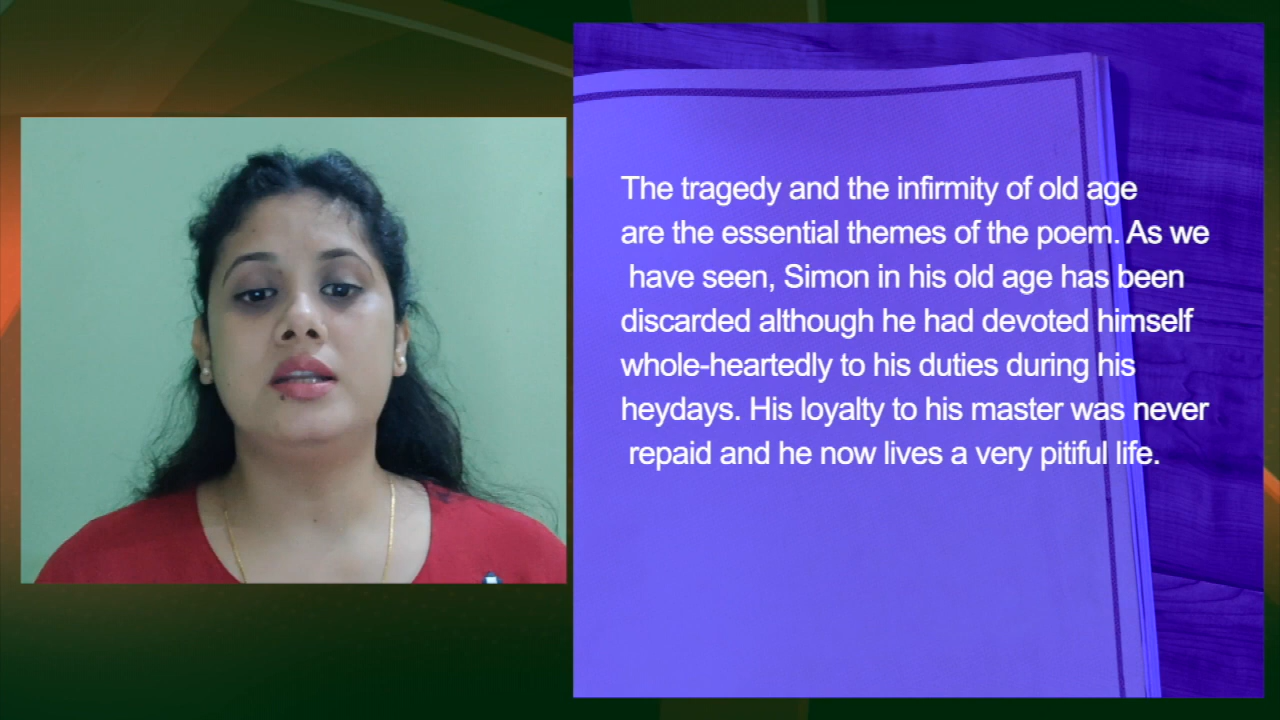 The tragedy and the infirmity of old age
are the essential themes of the poem. As we
have seen, Simon in his old age has been
discarded although he had devoted himself
whole-heartedly to his duties during his
heydays. His loyalty to his master was never
repaid and he now lives a very pitiful life.